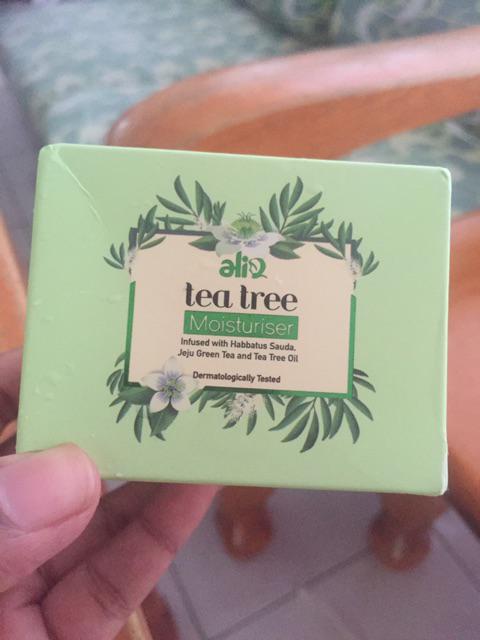 aliQ
tea tree
Moisturiser
Infused with Habbatus Sauda,
Jeju Green Tea and Tea Tree Oil
Dermatologically Tested